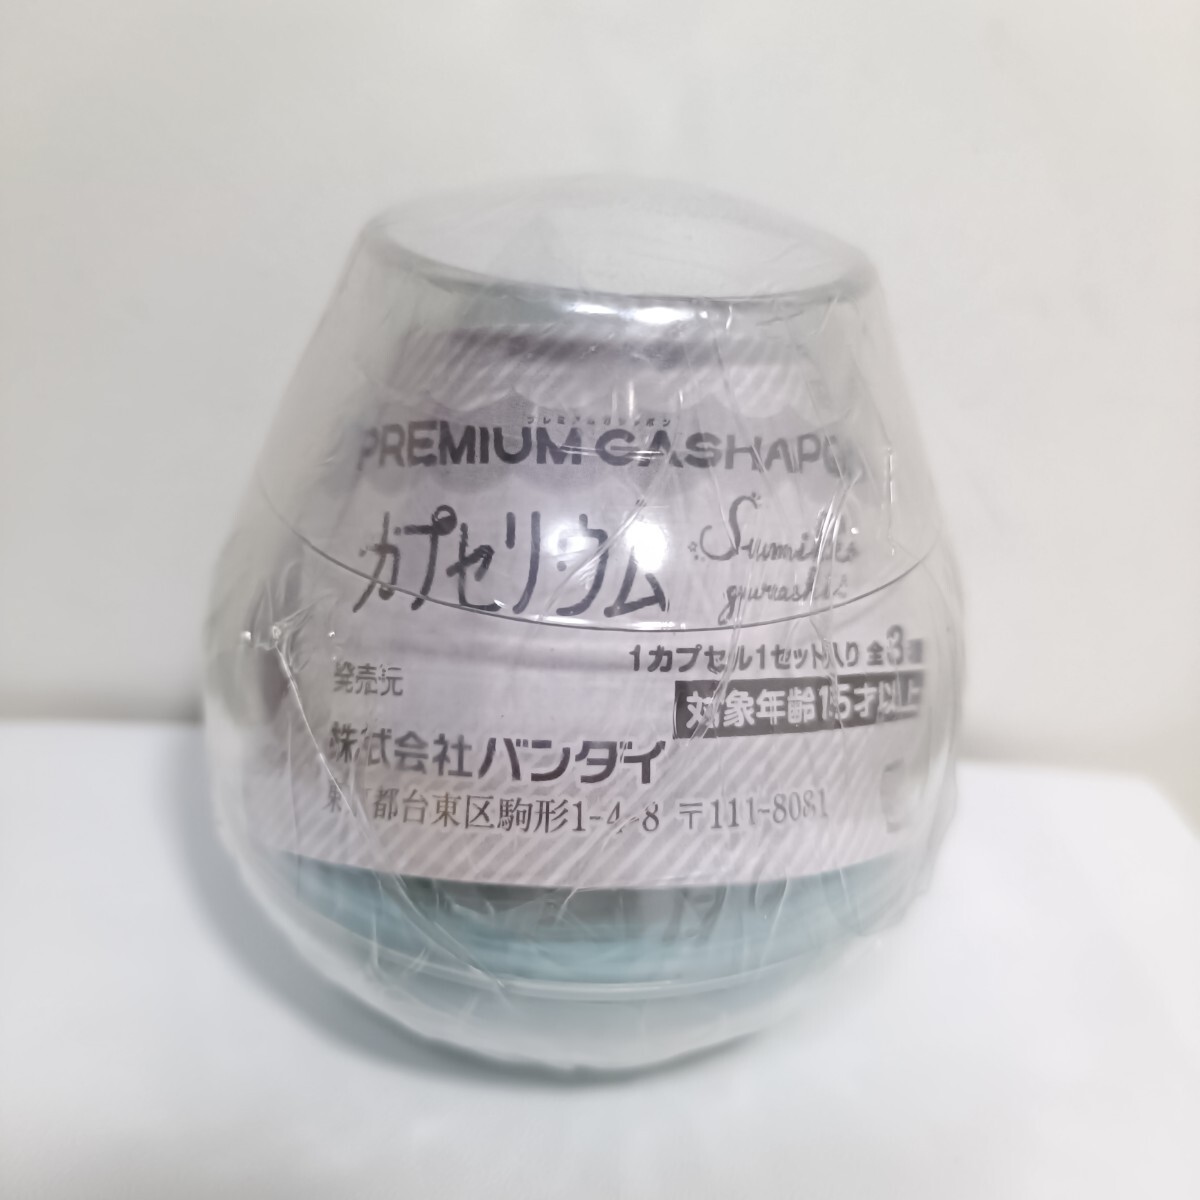 プレミアムガシャポン
PREMIUM GASHAPO
カプセリウム
Sumikko
gurashi
1カプセル1セット入り 全3種
対象年齢15才以上
発売元
株式会社バンダイ
東京都台東区駒形1-4-8 〒111-8081